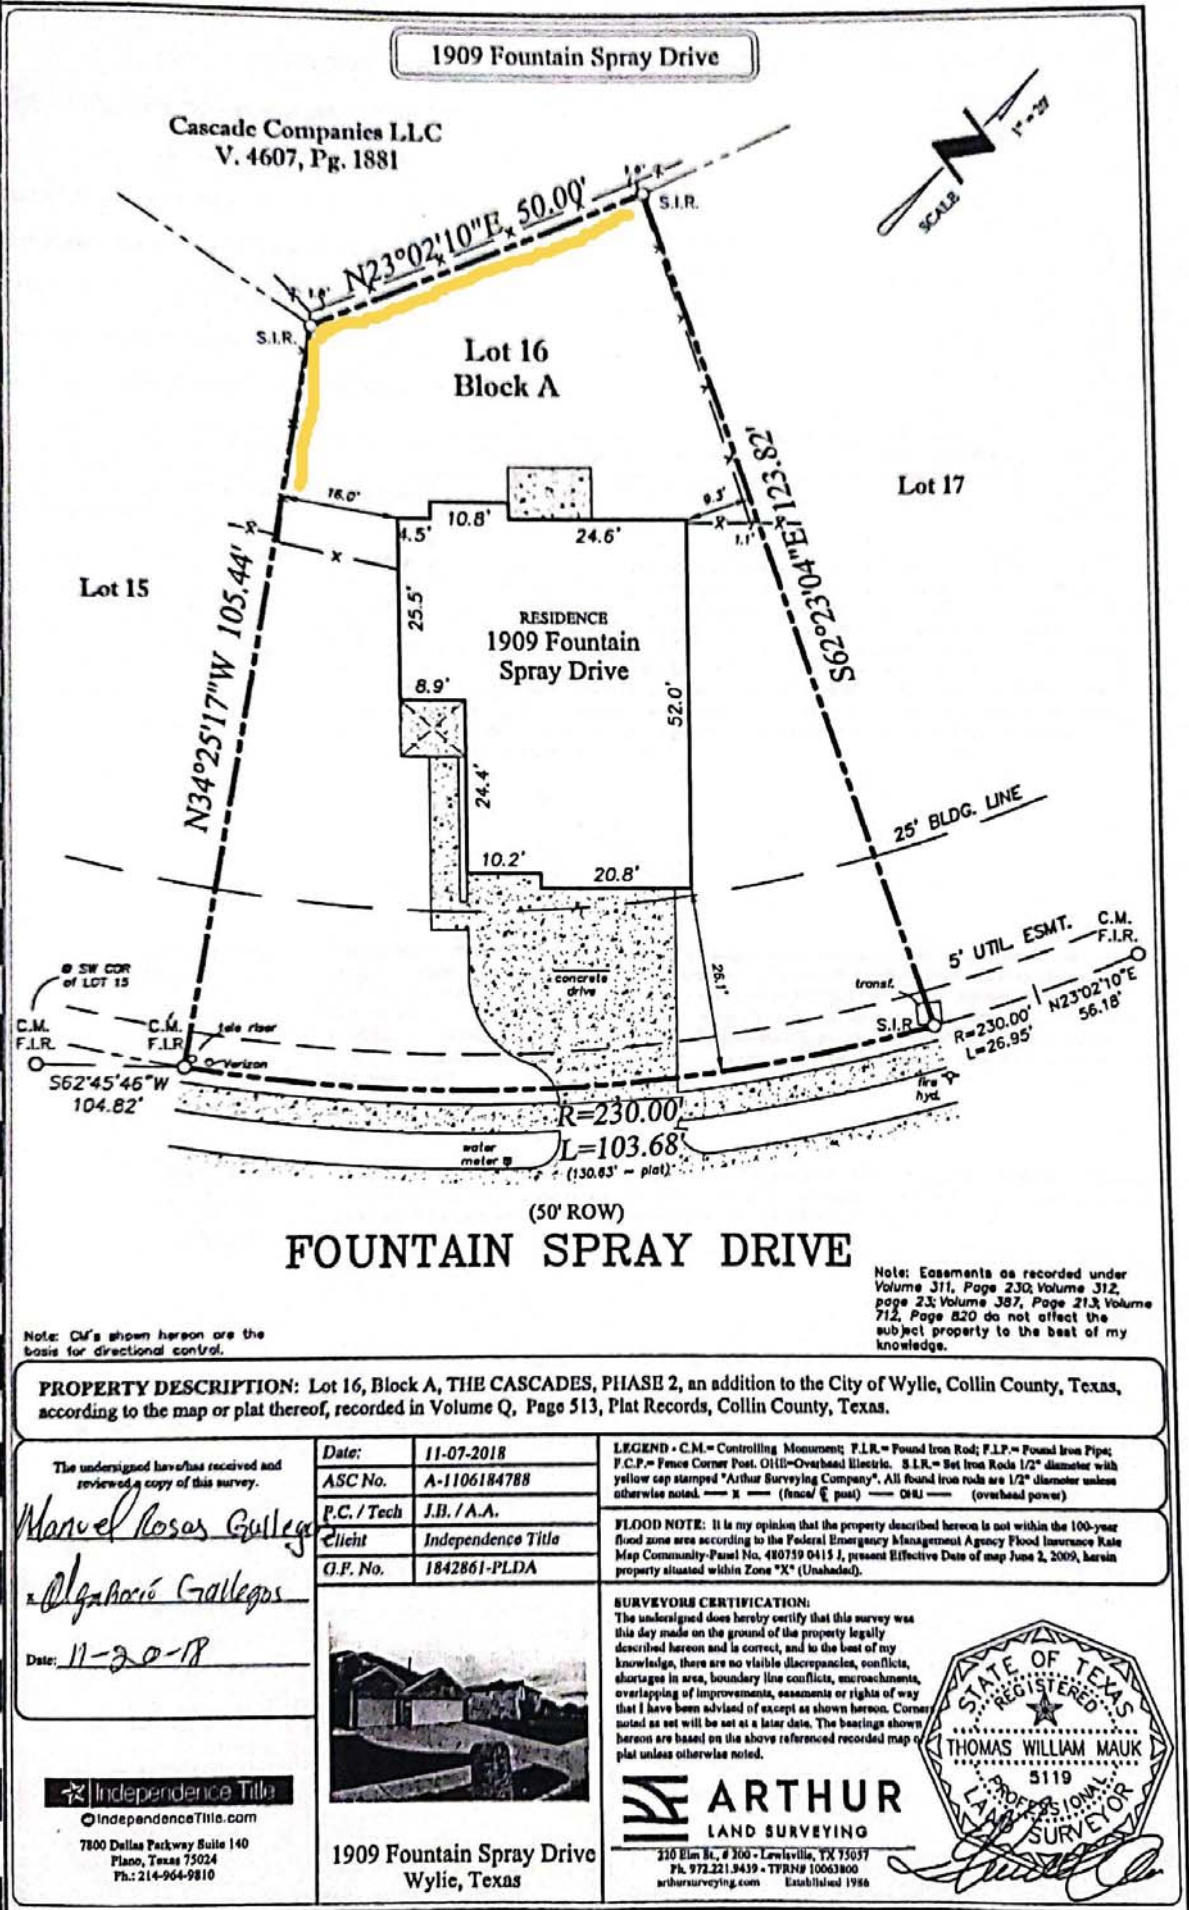 1909 Fountain Spray Drive
Cascade Companies LLC
V. 4607, Pg. 1881
SCALE
1" = 20'
N23°02'10"E 50.00'
1.0'
1.0'
S.I.R.
S.I.R.
Lot 16
Block A
Lot 17
Lot 15
16.0'
10.8'
4.5'
24.6'
9.3'
1.1'
25.5'
RESIDENCE
1909 Fountain
Spray Drive
52.0'
8.9'
24.4'
10.2'
20.8'
N34°25'17"W 105.44'
S62°23'04"E 123.82'
25' BLDG. LINE
5' UTIL ESMT.
C.M.
F.I.R.
@ SW COR
of LOT 15
C.M.
F.I.R.
C.M.
F.I.R.
tele riser
Verizon
concrete
drive
26.1'
transf.
S.I.R.
R=230.00'
L=26.95'
N23°02'10"E
56.18'
S62°45'46"W
104.82'
fire
hyd.
R=230.00'
L=103.68'
(130.63' ~ plat)
water
meter
(50' ROW)
FOUNTAIN SPRAY DRIVE
Note: Easements as recorded under
Volume 311, Page 230; Volume 312,
page 23; Volume 387, Page 213; Volume
712, Page 820 do not affect the
subject property to the best of my
knowledge.
Note: CM's shown hereon are the
basis for directional control.
PROPERTY DESCRIPTION: Lot 16, Block A, THE CASCADES, PHASE 2, an addition to the City of Wylie, Collin County, Texas,
according to the map or plat thereof, recorded in Volume Q, Page 513, Plat Records, Collin County, Texas.
The undersigned have/has received and
reviewed a copy of this survey.
Manuel Rosas Gallegos
x Olga Roció Gallegos
Date: 11-20-18
Date: 11-07-2018
ASC No. A-1106184788
P.C. / Tech J.B. / A.A.
Client Independence Title
G.F. No. 1842861-PLDA
LEGEND - C.M.= Controlling Monument; F.I.R.= Found Iron Rod; F.I.P.= Found Iron Pipe;
F.C.P.= Fence Corner Post. OHE=Overhead Electric. S.I.R.= Set Iron Rods 1/2" diameter with
yellow cap stamped "Arthur Surveying Company". All found iron rods are 1/2" diameter unless
otherwise noted. — x — (fence/ ℄ post) — OHU — (overhead power)
FLOOD NOTE: It is my opinion that the property described hereon is not within the 100-year
flood zone area according to the Federal Emergency Management Agency Flood Insurance Rate
Map Community-Panel No. 480759 0415 J, present Effective Date of map June 2, 2009, herein
property situated within Zone "X" (Unshaded).
SURVEYORS CERTIFICATION:
The undersigned does hereby certify that this survey was
this day made on the ground of the property legally
described hereon and is correct, and to the best of my
knowledge, there are no visible discrepancies, conflicts,
shortages in area, boundary line conflicts, encroachments,
overlapping of improvements, easements or rights of way
that I have been advised of except as shown hereon. Corners
noted as set will be set at a later date. The bearings shown
hereon are based on the above referenced recorded map o
plat unless otherwise noted.
STATE OF TEXAS
REGISTERED
THOMAS WILLIAM MAUK
5119
PROFESSIONAL
LAND SURVEYOR
ARTHUR
LAND SURVEYING
220 Elm St., # 200 - Lewisville, TX 75057
Ph. 972.221.9439 - TFRN# 10063800
arthursurveying.com Established 1986
Independence Title
IndependenceTitle.com
7800 Dallas Parkway Suite 140
Plano, Texas 75024
Ph.: 214-964-9810
1909 Fountain Spray Drive
Wylie, Texas